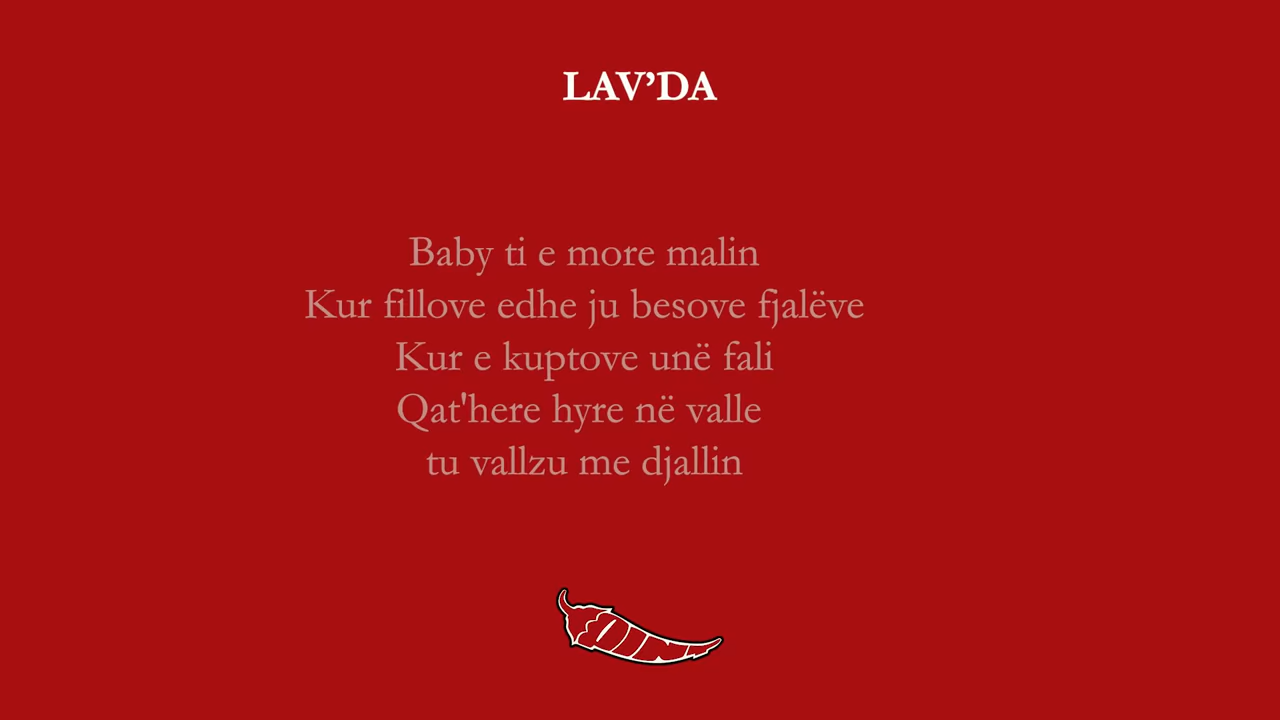 LAV’DA
Baby ti e more malin
Kur fillove edhe ju besove fjalëve
Kur e kuptove unë fali
Qat'here hyre në valle
tu vallzu me djallin